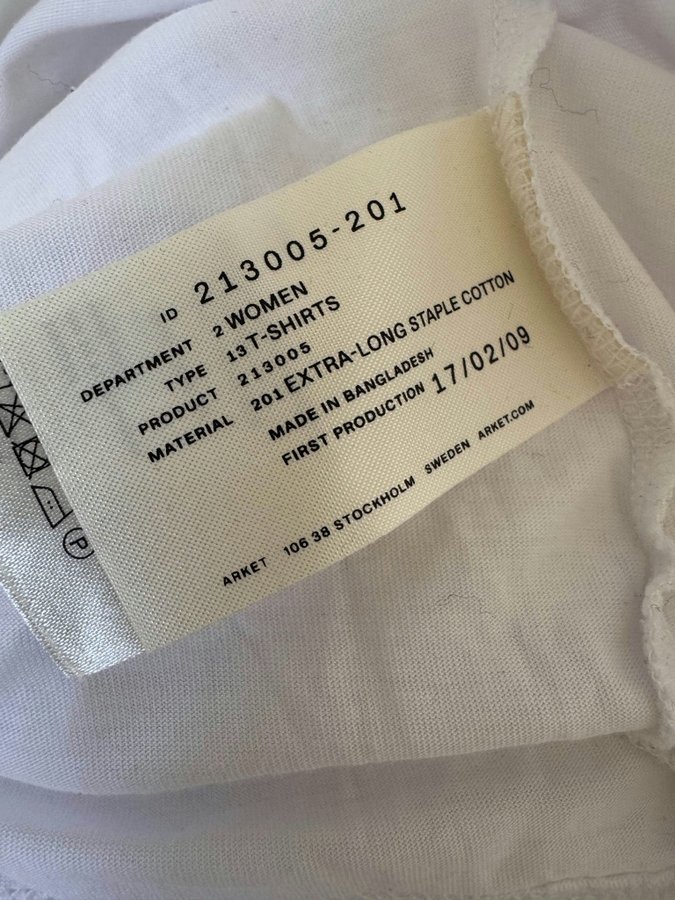 ID 213005-201
DEPARTMENT 2 WOMEN
TYPE 13 T-SHIRTS
PRODUCT 213005
MATERIAL 201 EXTRA-LONG STAPLE COTTON
MADE IN BANGLADESH
FIRST PRODUCTION 17/02/09
ARKET 106 38 STOCKHOLM SWEDEN ARKET.COM
P